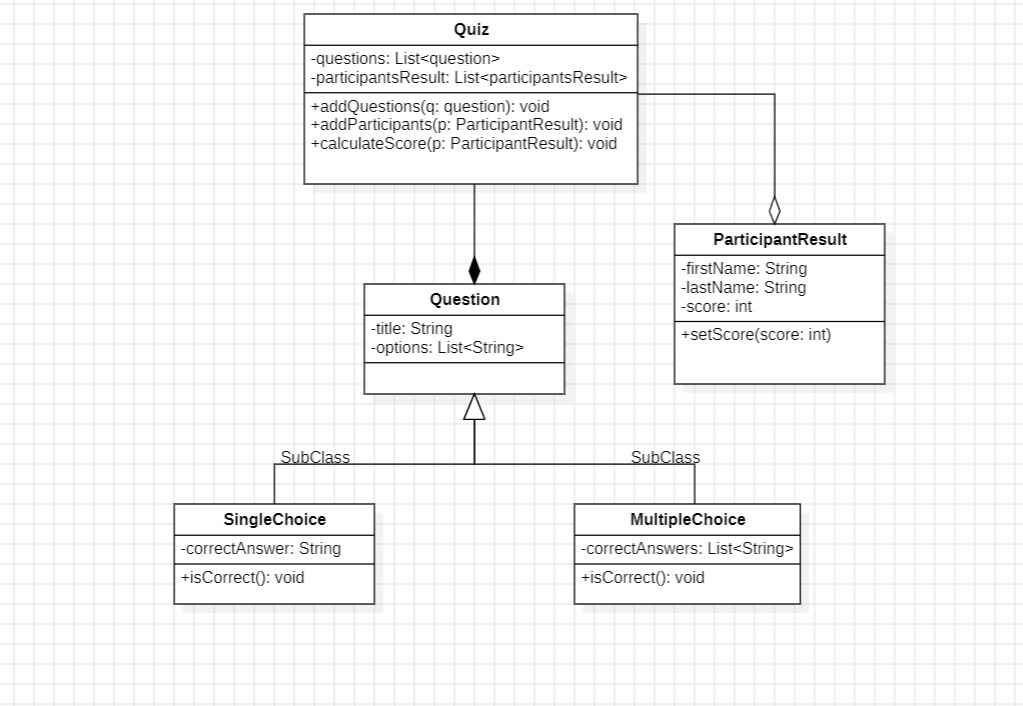 Quiz
-questions: List<question>
-participantsResult: List<participantsResult>
+addQuestions(q: question): void
+addParticipants(p: ParticipantResult): void
+calculateScore(p: ParticipantResult): void
ParticipantResult
-firstName: String
-lastName: String
-score: int
+setScore(score: int)
Question
-title: String
-options: List<String>
SubClass
SubClass
SingleChoice
-correctAnswer: String
+isCorrect(): void
MultipleChoice
-correctAnswers: List<String>
+isCorrect(): void